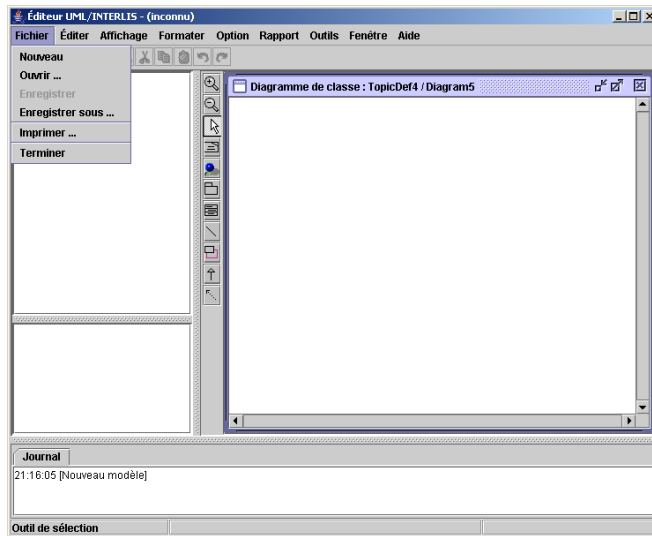 Éditeur UML/INTERLIS - (inconnu)
Fichier Éditer Affichage Formater Option Rapport Outils Fenêtre Aide
Nouveau
Ouvrir ...
Enregistrer
Enregistrer sous ...
Imprimer ...
Terminer
Diagramme de classe : TopicDef4 / Diagram5
Journal
21:16:05 [Nouveau modèle]
Outil de sélection